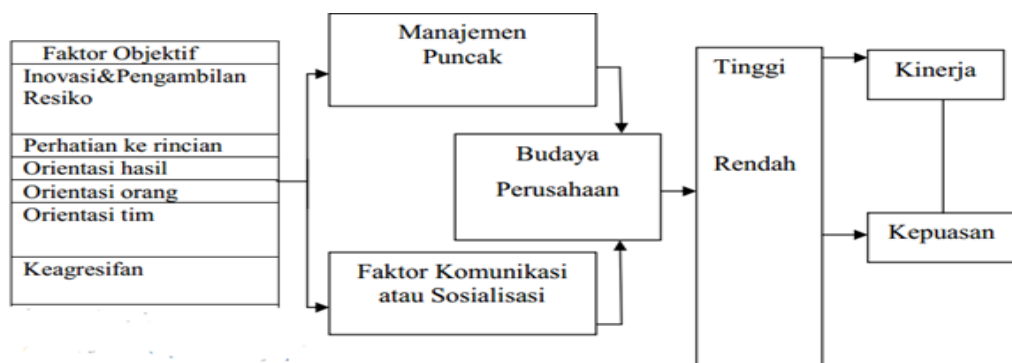 Faktor Objektif
Inovasi&Pengambilan
Resiko
Perhatian ke rincian
Orientasi hasil
Orientasi orang
Orientasi tim
Keagresifan
Manajemen
Puncak
Faktor Komunikasi
atau Sosialisasi
Budaya
Perusahaan
Tinggi
Rendah
Kinerja
Kepuasan